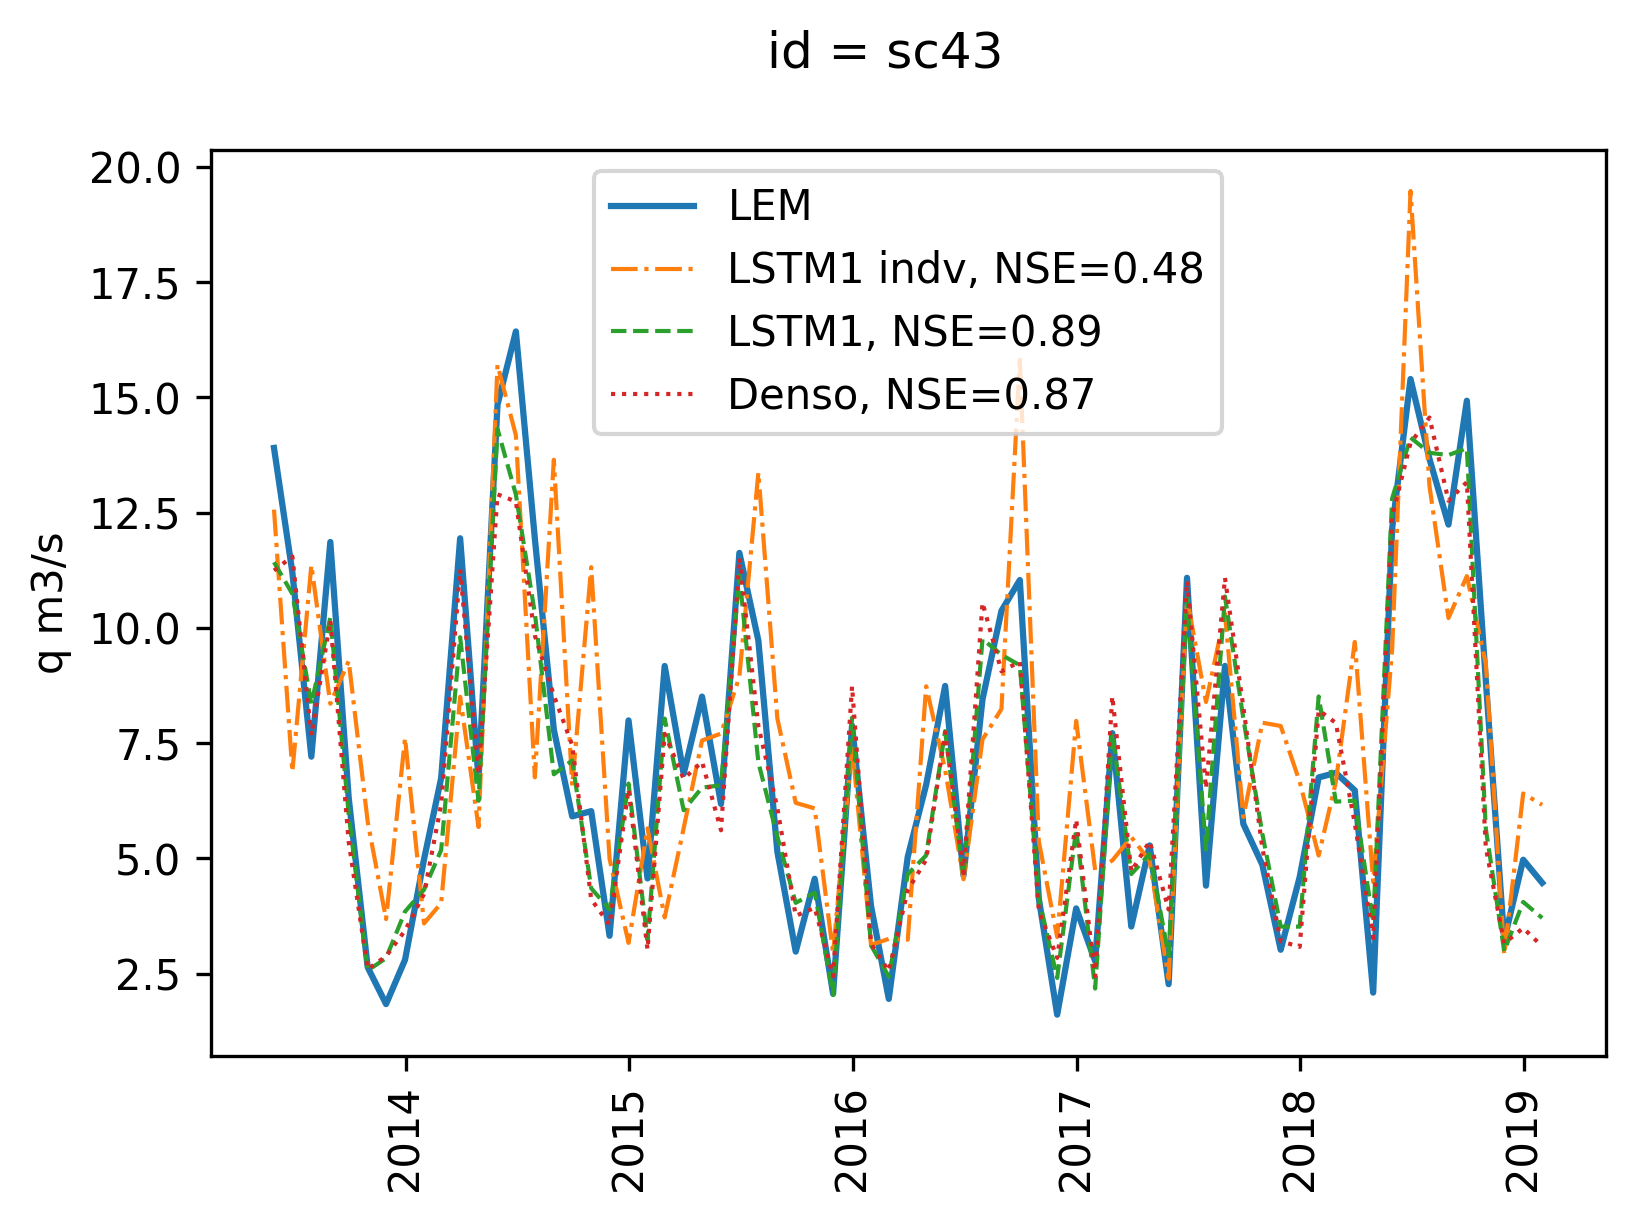 id = sc43
20.0
17.5
15.0
12.5
10.0
7.5
5.0
2.5
q m3/s
LEM
LSTM1 indv, NSE=0.48
LSTM1, NSE=0.89
Denso, NSE=0.87
2014
2015
2016
2017
2018
2019